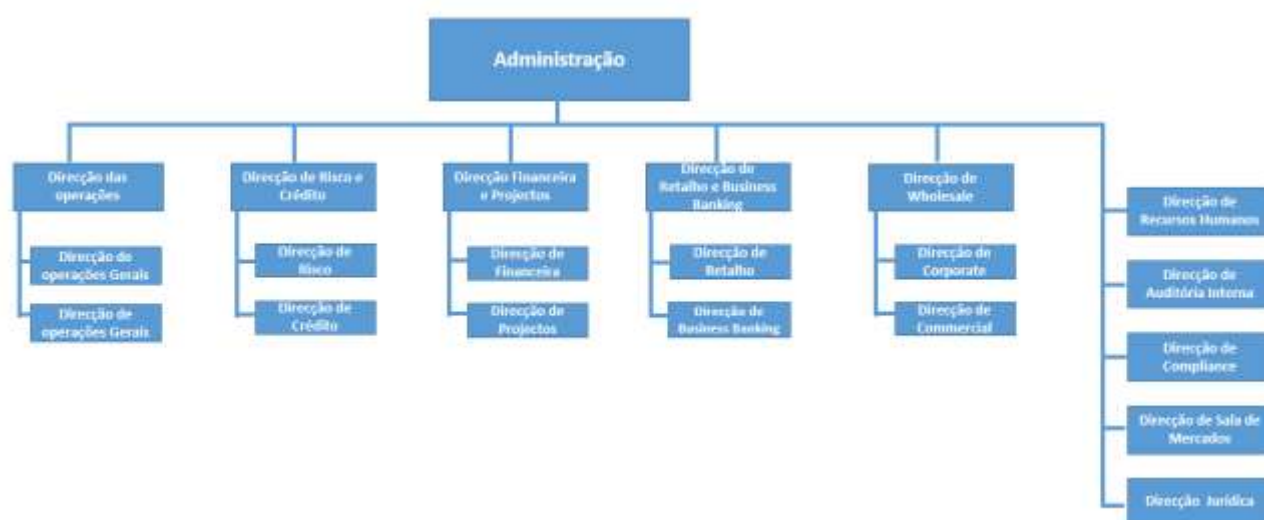 Administração
Direcção das
operações
Direcção de Risco e
Crédito
Direcção Financeira
e Projectos
Direcção de
Retalho e Business
Banking
Direcção de
Wholesale
Direcção de
operações Gerais
Direcção de
operações Gerais
Direcção de
Risco
Direcção de
Crédito
Direcção de
Financeira
Direcção de
Projectos
Direcção de
Retalho
Direcção de
Business Banking
Direcção de
Corporate
Direcção de
Commercial
Direcção de
Recursos Humanos
Direcção de
Auditória Interna
Direcção de
Compliance
Direcção de Sala de
Mercados
Direcção Jurídica